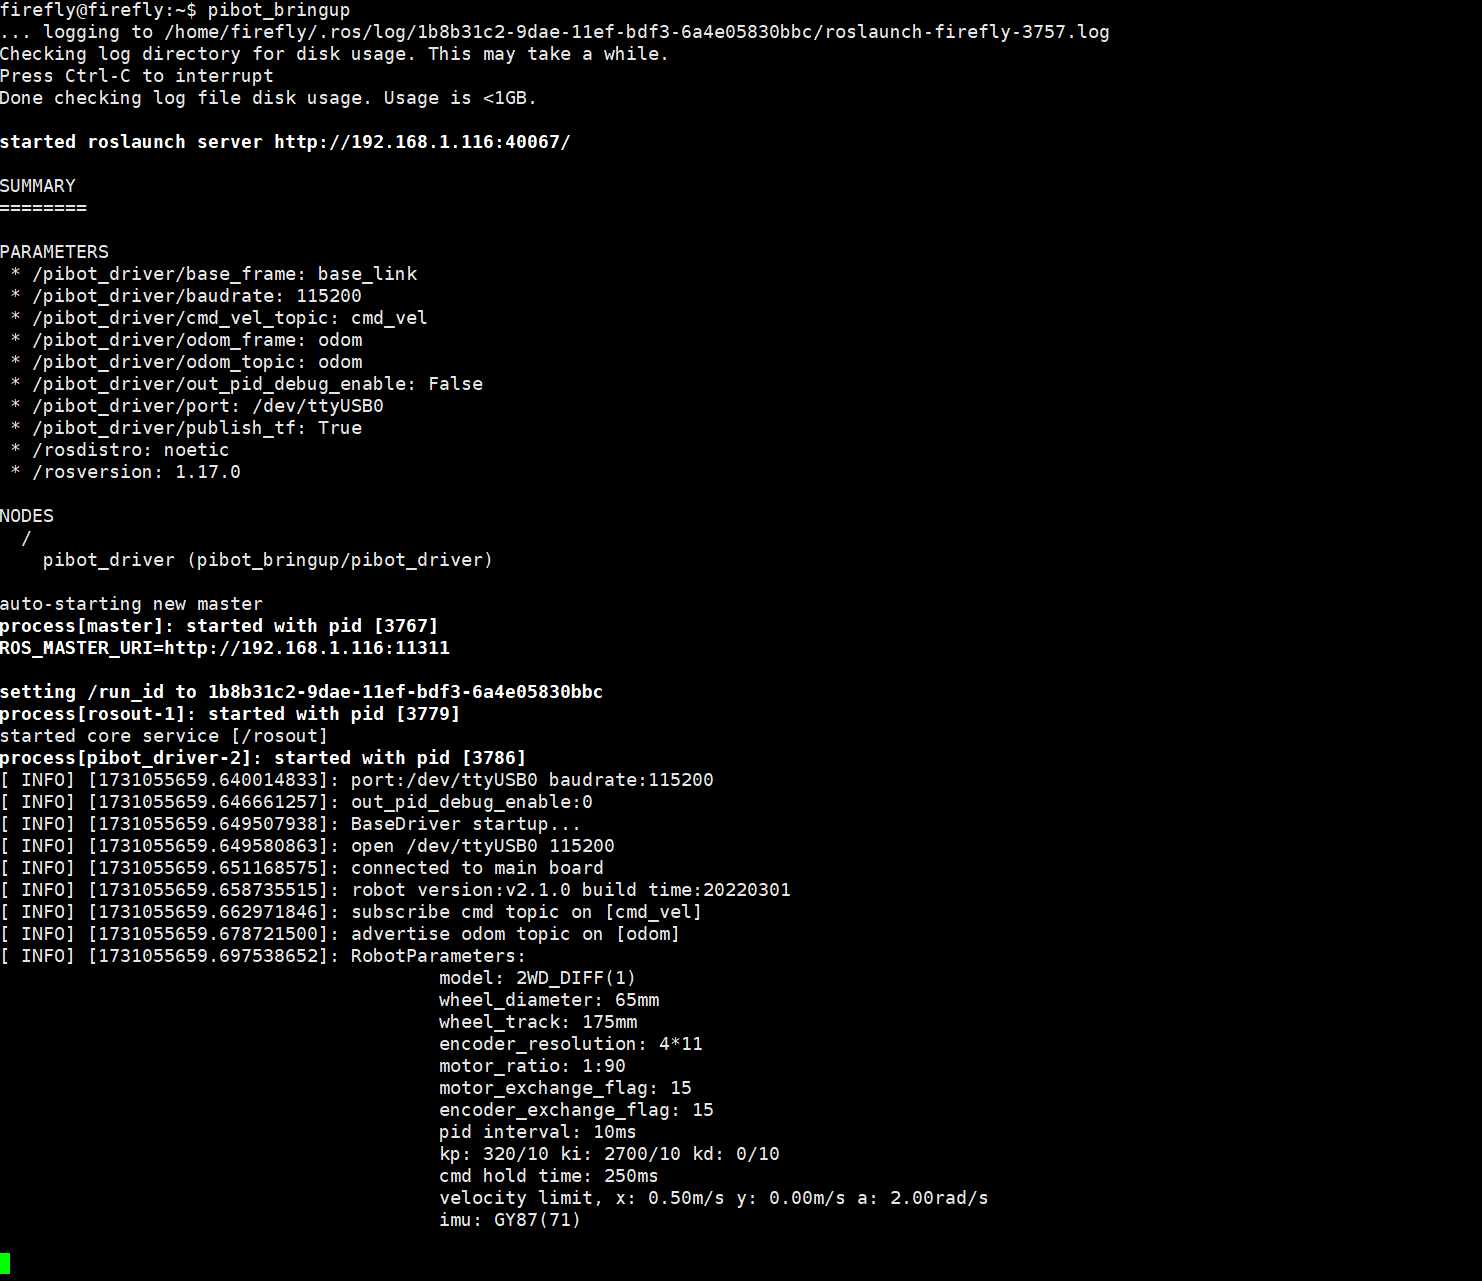 firefly@firefly:~$ pibot_bringup
... logging to /home/firefly/.ros/log/1b8b31c2-9dae-11ef-bdf3-6a4e05830bbc/roslaunch-firefly-3757.log
Checking log directory for disk usage. This may take a while.
Press Ctrl-C to interrupt
Done checking log file disk usage. Usage is <1GB.
started roslaunch server http://192.168.1.116:40067/
SUMMARY
========
PARAMETERS
* /pibot_driver/base_frame: base_link
* /pibot_driver/baudrate: 115200
* /pibot_driver/cmd_vel_topic: cmd_vel
* /pibot_driver/odom_frame: odom
* /pibot_driver/odom_topic: odom
* /pibot_driver/out_pid_debug_enable: False
* /pibot_driver/port: /dev/ttyUSB0
* /pibot_driver/publish_tf: True
* /rosdistro: noetic
* /rosversion: 1.17.0
NODES
/
pibot_driver (pibot_bringup/pibot_driver)
auto-starting new master
process[master]: started with pid [3767]
ROS_MASTER_URI=http://192.168.1.116:11311
setting /run_id to 1b8b31c2-9dae-11ef-bdf3-6a4e05830bbc
process[rosout-1]: started with pid [3779]
started core service [/rosout]
process[pibot_driver-2]: started with pid [3786]
[ INFO] [1731055659.640014833]: port:/dev/ttyUSB0 baudrate:115200
[ INFO] [1731055659.646661257]: out_pid_debug_enable:0
[ INFO] [1731055659.649507938]: BaseDriver startup...
[ INFO] [1731055659.649580863]: open /dev/ttyUSB0 115200
[ INFO] [1731055659.651168575]: connected to main board
[ INFO] [1731055659.658735515]: robot version:v2.1.0 build time:20220301
[ INFO] [1731055659.662971846]: subscribe cmd topic on [cmd_vel]
[ INFO] [1731055659.678721500]: advertise odom topic on [odom]
[ INFO] [1731055659.697538652]: RobotParameters:
model: 2WD_DIFF(1)
wheel_diameter: 65mm
wheel_track: 175mm
encoder_resolution: 4*11
motor_ratio: 1:90
motor_exchange_flag: 15
encoder_exchange_flag: 15
pid interval: 10ms
kp: 320/10 ki: 2700/10 kd: 0/10
cmd hold time: 250ms
velocity limit, x: 0.50m/s y: 0.00m/s a: 2.00rad/s
imu: GY87(71)